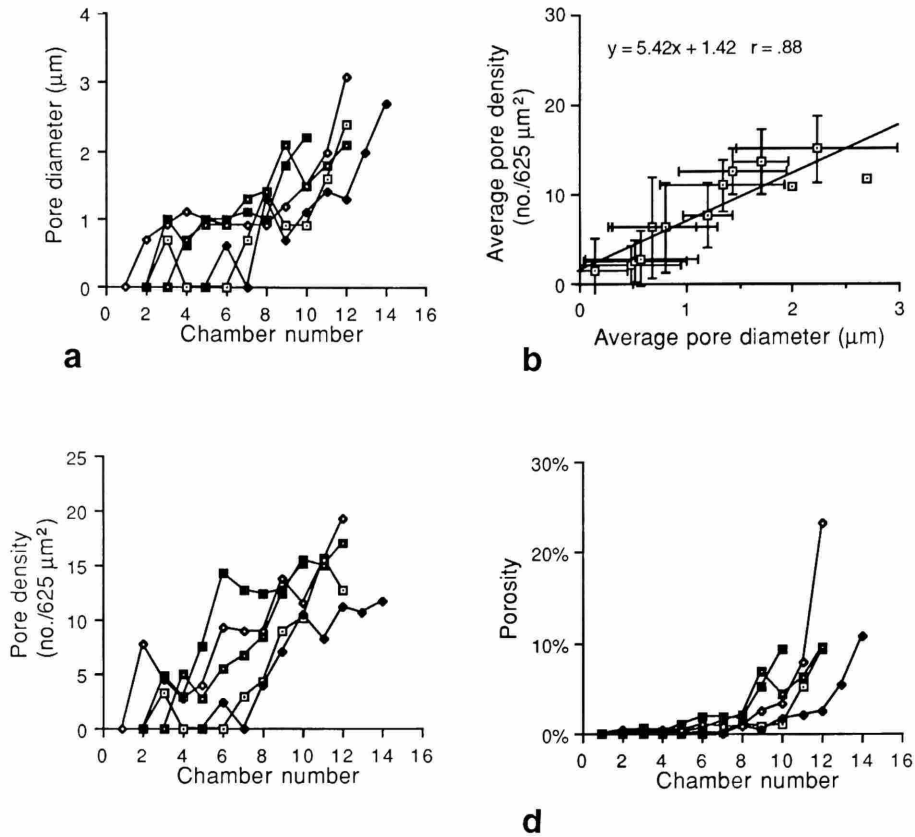 4
3
2
1
0
Pore diameter (µm)
0 2 4 6 8 10 12 14 16
Chamber number
a
y = 5.42x + 1.42 r = .88
30
20
10
0
Average pore density
(no./625 µm²)
0 1 2 3
Average pore diameter (µm)
b
25
20
15
10
5
0
Pore density
(no./625 µm²)
0 2 4 6 8 10 12 14 16
Chamber number
30%
20%
10%
0%
Porosity
0 2 4 6 8 10 12 14 16
Chamber number
d